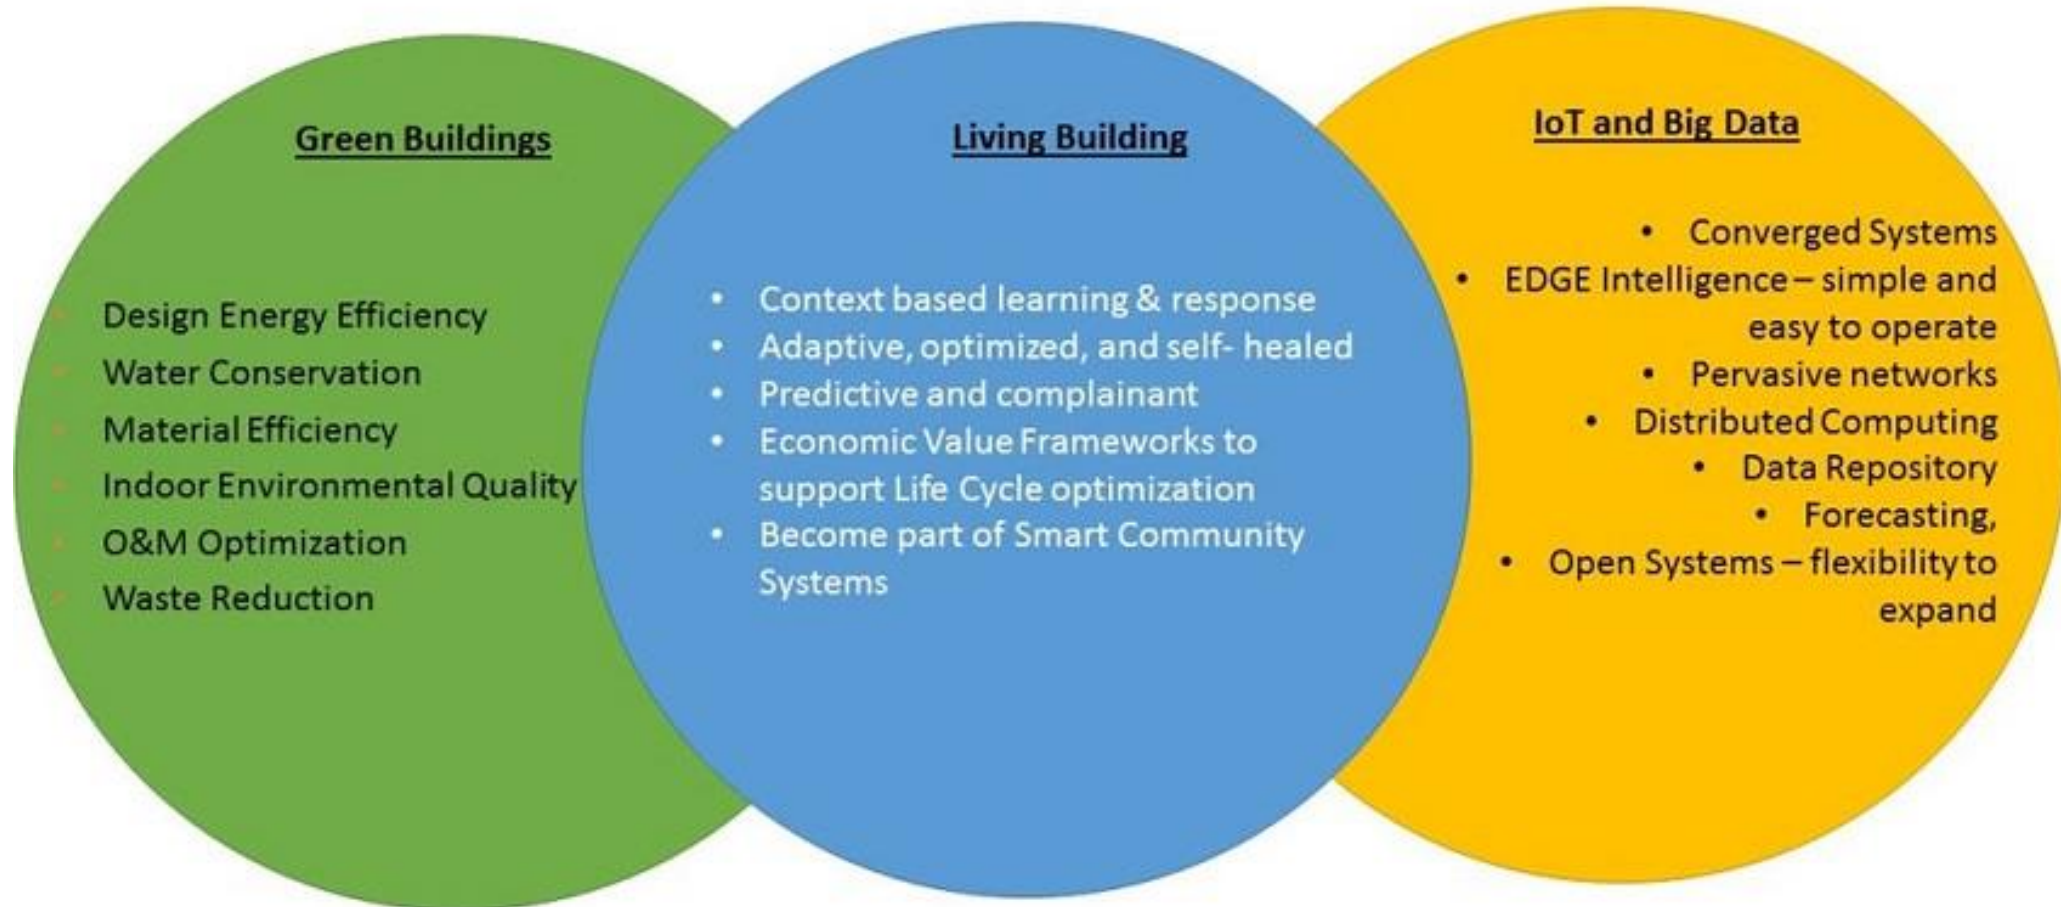 Green Buildings
Design Energy Efficiency
Water Conservation
Material Efficiency
Indoor Environmental Quality
O&M Optimization
Waste Reduction
Living Building
• Context based learning & response
• Adaptive, optimized, and self- healed
• Predictive and complainant
• Economic Value Frameworks to
support Life Cycle optimization
• Become part of Smart Community
Systems
IoT and Big Data
• Converged Systems
• EDGE Intelligence – simple and
easy to operate
• Pervasive networks
• Distributed Computing
• Data Repository
• Forecasting,
• Open Systems – flexibility to
expand